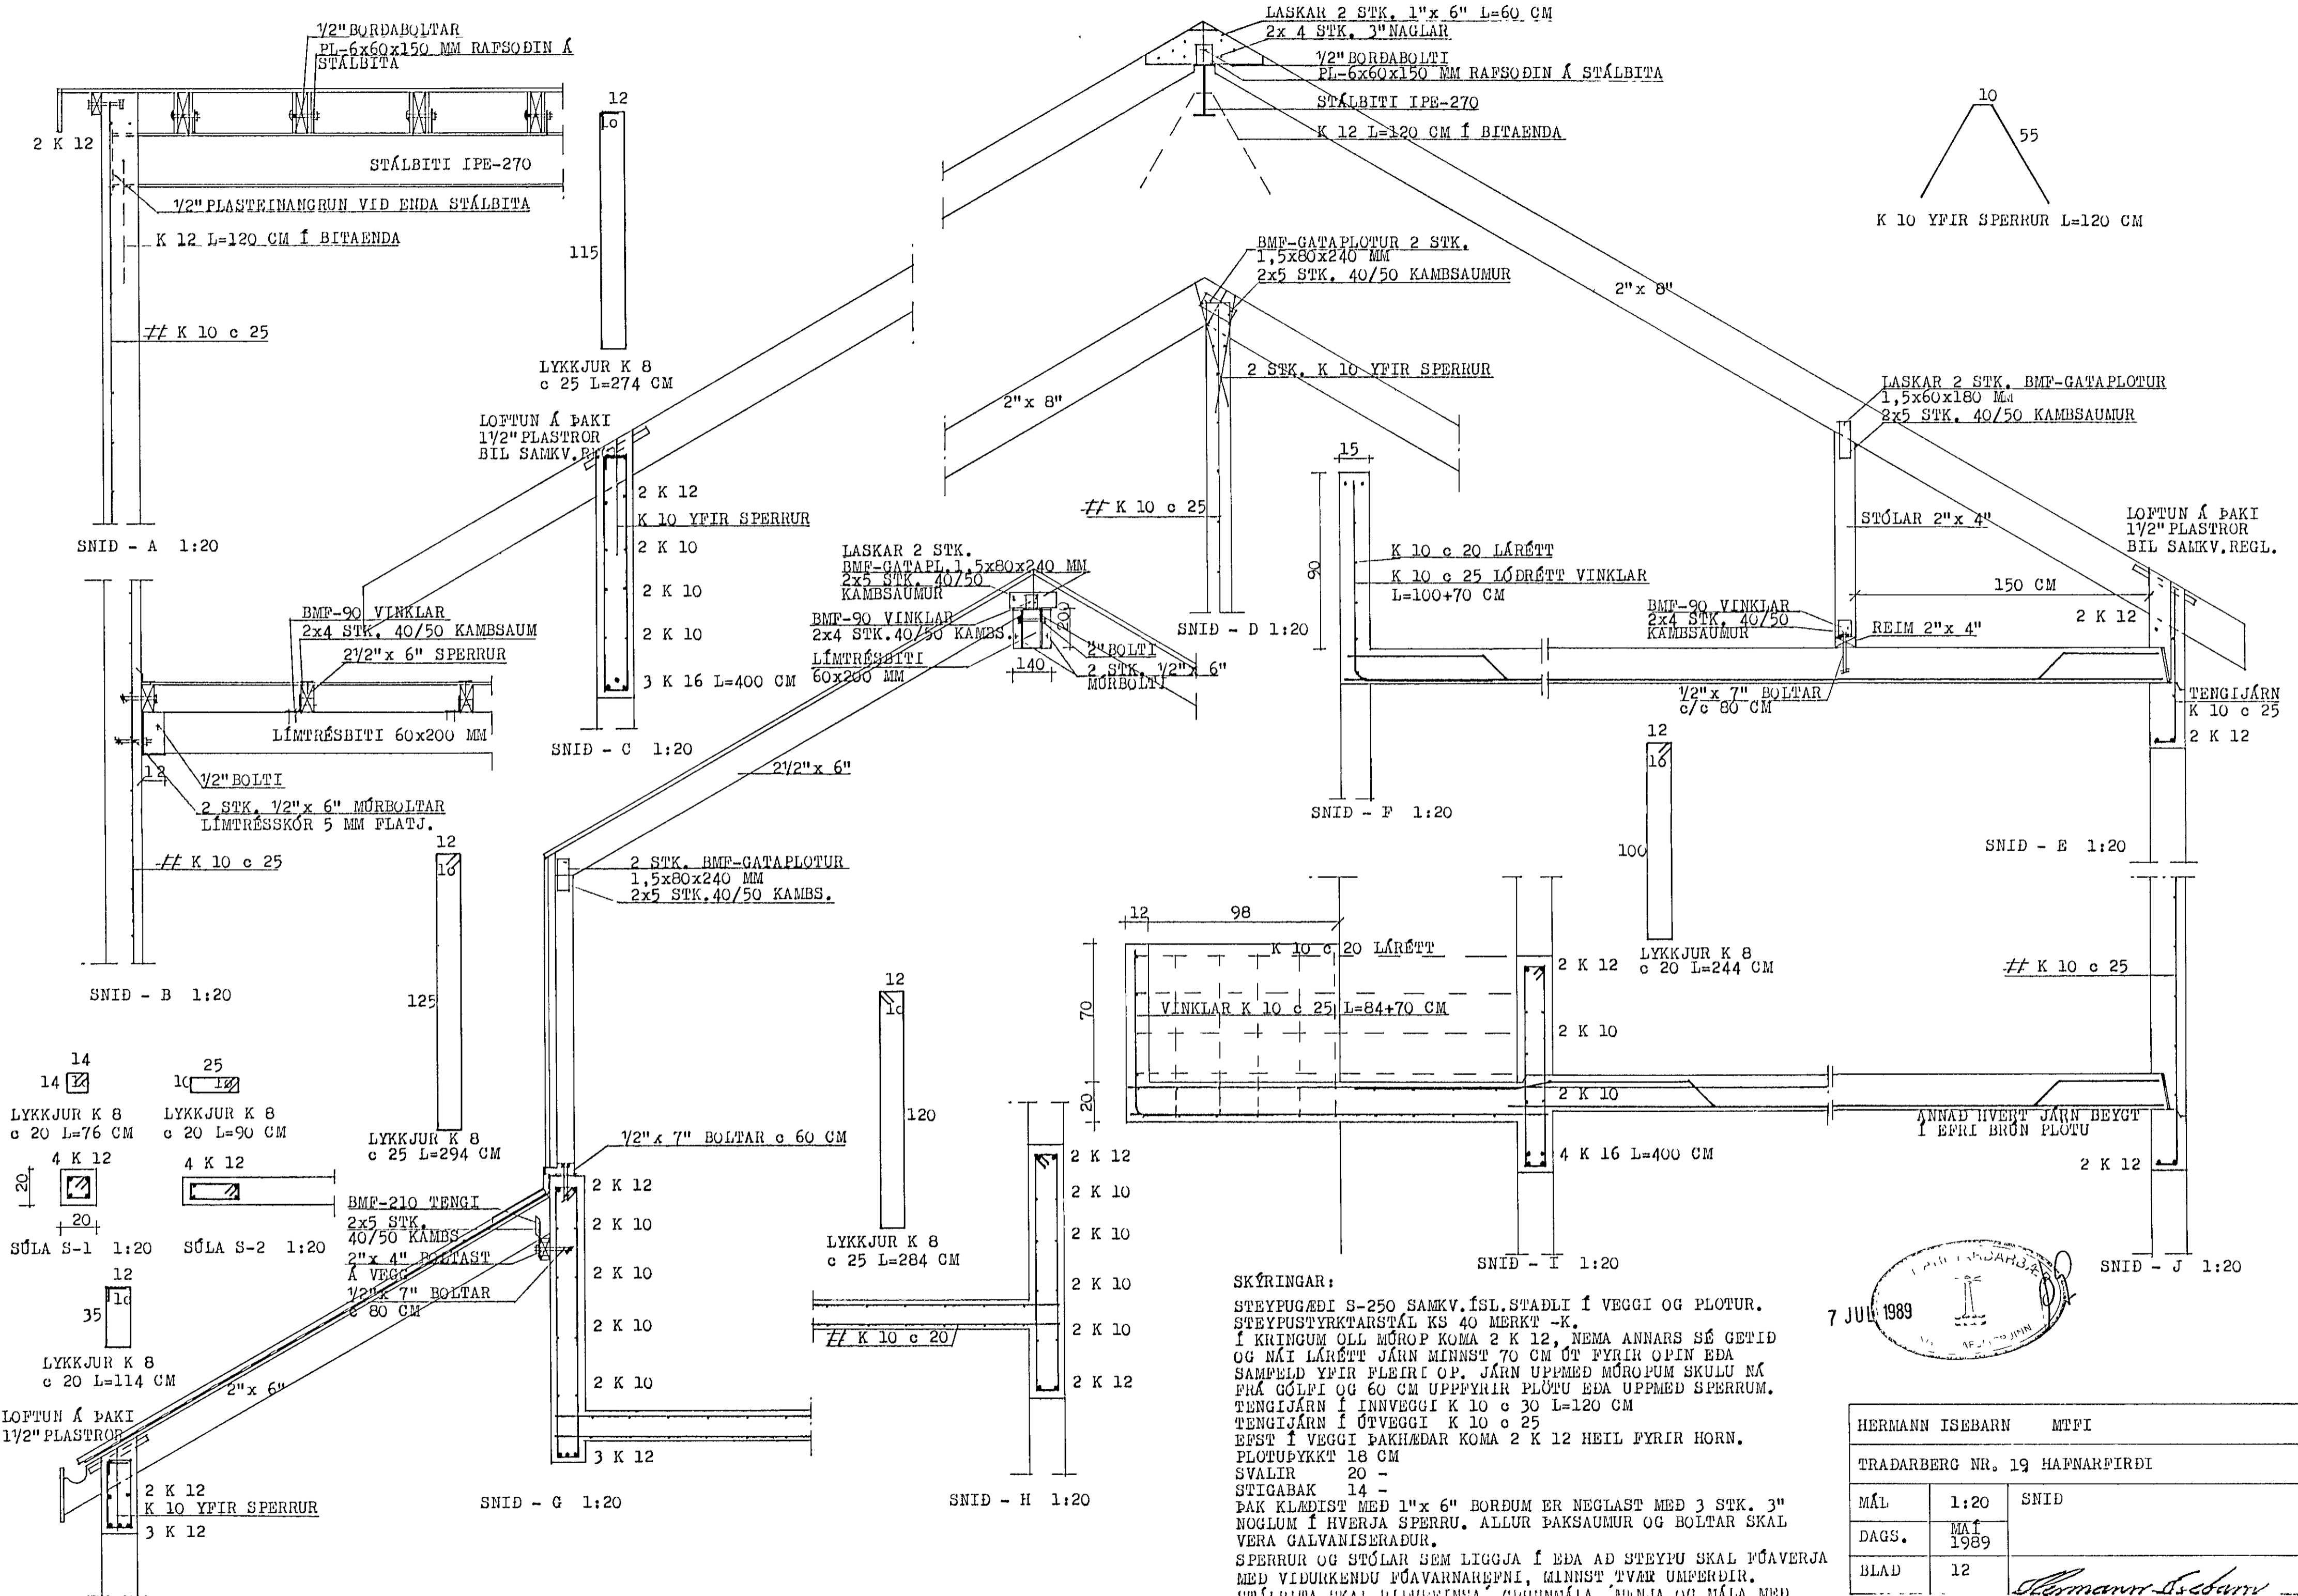 1/2" BORÐABOLTAR
PL-6x60x150 MM RAFSOÐIN Á
STÁLBITA
2 K 12
STÁLBITI IPE-270
1/2" PLASTEINANGRUN VIÐ ENDA STÁLBITA
K 12 L=120 CM Í BITAENDA
# K 10 c 25
SNIÐ - A 1:20
12
10
115
LYKKJUR K 8
c 25 L=274 CM
LOFTUN Á ÞAKI
1 1/2" PLASTROR
BIL SAMKV.
2 K 12
K 10 YFIR SPERRUR
2 K 10
2 K 10
2 K 10
3 K 16 L=400 CM
SNIÐ - C 1:20
LASKAR 2 STK. 1"x 6" L=60 CM
2x 4 STK. 3" NAGLAR
1/2" BORÐABOLTI
PL-6x60x150 MM RAFSOÐIN Á STÁLBITA
STÁLBITI IPE-270
K 12 L=120 CM Í BITAENDA
10
55
K 10 YFIR SPERRUR L=120 CM
BMF-GATAPLOTUR 2 STK.
1,5x80x240 MM
2x5 STK. 40/50 KAMBSAUMUR
2"x 8"
2 STK. K 10 YFIR SPERRUR
2"x 8"
# K 10 c 25
SNIÐ - D 1:20
LASKAR 2 STK. BMF-GATAPLOTUR
1,5x60x180 MM
2x5 STK. 40/50 KAMBSAUMUR
STÓLAR 2"x 4"
LOFTUN Á ÞAKI
1 1/2" PLASTROR
BIL SAMKV.REGL.
150 CM
2 K 12
BMF-90 VINKLAR
2x4 STK. 40/50
KAMBSAUMUR
REIM 2"x 4"
1/2"x 7" BOLTAR
c/c 80 CM
TENGIJÁRN
K 10 c 25
2 K 12
SNIÐ - E 1:20
15
90
K 10 c 20 LÁRÉTT
K 10 c 25 LÓÐRÉTT VINKLAR
L=100+70 CM
SNIÐ - F 1:20
BMF-90 VINKLAR
2x4 STK. 40/50 KAMBSAUM
2 1/2"x 6" SPERRUR
LÍMTRÉSBITI 60x200 MM
12
1/2" BOLTI
2 STK. 1/2"x 6" MÚRBOLTAR
LÍMTRÉSSKÓR 5 MM FLATJ.
# K 10 c 25
SNIÐ - B 1:20
LASKAR 2 STK.
BMF-GATAPL.1,5x80x240 MM
2x5 STK. 40/50
KAMBSAUMUR
BMF-90 VINKLAR
2x4 STK.40/50 KAMBS.
LÍMTRÉSBITI
60x200 MM
200
140
2" BOLTI
2 STK. 1/2"x 6"
MÚRBOLTI
2 1/2"x 6"
2 STK. BMF-GATAPLOTUR
1,5x80x240 MM
2x5 STK.40/50 KAMBS.
12
10
125
LYKKJUR K 8
c 25 L=294 CM
14
14
LYKKJUR K 8
c 20 L=76 CM
4 K 12
20
20
SÚLA S-1 1:20
25
10
LYKKJUR K 8
c 20 L=90 CM
4 K 12
SÚLA S-2 1:20
12
10
35
LYKKJUR K 8
c 20 L=114 CM
LOFTUN Á ÞAKI
1 1/2" PLASTROR
2"x 6"
2 K 12
K 10 YFIR SPERRUR
3 K 12
1/2"x 7" BOLTAR c 60 CM
BMF-210 TENGI
2x5 STK.
40/50 KAMBS.
2"x 4" BOLTAST
Á VEGG
1/2"x 7" BOLTAR
c 80 CM
2 K 12
2 K 10
2 K 10
2 K 10
2 K 10
3 K 12
SNIÐ - G 1:20
12
10
120
LYKKJUR K 8
c 25 L=284 CM
# K 10 c 20
2 K 12
2 K 10
2 K 10
2 K 10
2 K 10
2 K 12
SNIÐ - H 1:20
12
98
70
20
K 10 c 20 LÁRÉTT
VINKLAR K 10 c 25 L=84+70 CM
2 K 12
2 K 10
2 K 10
4 K 16 L=400 CM
SNIÐ - I 1:20
12
10
100
LYKKJUR K 8
c 20 L=244 CM
# K 10 c 25
ANNAÐ HVERT JÁRN BEYGT
Í EFRI BRÚN PLÖTU
2 K 12
SNIÐ - J 1:20
SKÝRINGAR:
STEYPUGÆÐI S-250 SAMKV.ÍSL.STAÐLI Í VEGGI OG PLOTUR.
STEYPUSTYRKTARSTÁL KS 40 MERKT -K.
Í KRINGUM OLL MÚROP KOMA 2 K 12, NEMA ANNARS SÉ GETIÐ
OG NÁI LÁRÉTT JÁRN MINNST 70 CM ÚT FYRIR OPIN EÐA
SAMFELD YFIR FLEIRI OP. JÁRN UPPMEÐ MÚROPUM SKULU NÁ
FRÁ GÓLFI OG 60 CM UPPFYRIR PLÖTU EÐA UPPMEÐ SPERRUM.
TENGIJÁRN Í INNVEGGI K 10 c 30 L=120 CM
TENGIJÁRN Í ÚTVEGGI K 10 c 25
EFST Í VEGGI ÞAKHÆÐAR KOMA 2 K 12 HEIL FYRIR HORN.
PLOTUÞYKKT 18 CM
SVALIR 20 -
STIGABAK 14 -
ÞAK KLÆÐIST MEÐ 1"x 6" BORÐUM ER NEGLAST MEÐ 3 STK. 3"
NOGLUM Í HVERJA SPERRU. ALLUR ÞAKSAUMUR OG BOLTAR SKAL
VERA GALVANISERAÐUR.
SPERRUR OG STÓLAR SEM LIGGJA Í EÐA AÐ STEYPU SKAL FÚAVERJA
MEÐ VIÐURKENDU FÚAVARNAREFNI, MINNST TVÆR UMFERÐIR.
7 JUL 1989
HERMANN ISEBARN MTFI
TRAÐARBERG NR. 19 HAFNARFIRÐI
MÁL 1:20 SNIÐ
DAGS. MAÍ 1989
BLAÐ 12
Hermann Isebarn